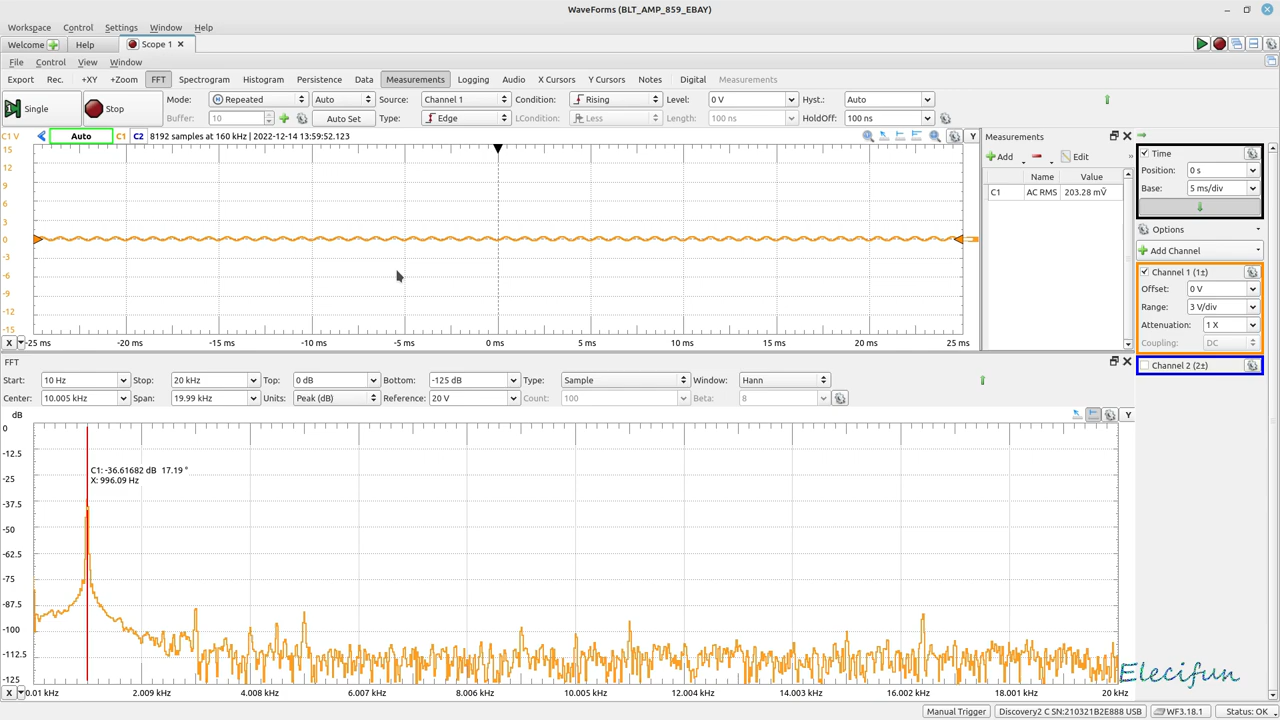 WaveForms (BLT_AMP_859_EBAY)
Workspace Control Settings Window Help
Welcome Help Scope 1
File Control View Window
Export Rec. +XY +Zoom FFT Spectrogram Histogram Persistence Data Measurements Logging Audio X Cursors Y Cursors Notes Digital Measurements
Single Stop Mode: Repeated Auto Source: Channel 1 Condition: Rising Level: 0 V Hyst.: Auto
Buffer: 10 Auto Set Type: Edge LCondition: Less Length: 100 ns HoldOff: 100 ns
C1 V Auto C1 C2 8192 samples at 160 kHz | 2022-12-14 13:59:52.123 Y
15
12
9
6
3
0
-3
-6
-9
-12
-15
X -25 ms -20 ms -15 ms -10 ms -5 ms 0 ms 5 ms 10 ms 15 ms 20 ms 25 ms
Measurements
Add Edit »
Name Value
C1 AC RMS 203.28 mṼ
Time
Position: 0 s
Base: 5 ms/div
Options
Add Channel
Channel 1 (1±)
Offset: 0 V
Range: 3 V/div
Attenuation: 1 X
Coupling: DC
Channel 2 (2±)
FFT
Start: 10 Hz Stop: 20 kHz Top: 0 dB Bottom: -125 dB Type: Sample Window: Hann
Center: 10.005 kHz Span: 19.99 kHz Units: Peak (dB) Reference: 20 V Count: 100 Beta: 8
dB Y
0
-12.5
-25
-37.5
-50
-62.5
-75
-87.5
-100
-112.5
-125
C1: -36.61682 dB 17.19 °
X: 996.09 Hz
X 0.01 kHz 2.009 kHz 4.008 kHz 6.007 kHz 8.006 kHz 10.005 kHz 12.004 kHz 14.003 kHz 16.002 kHz 18.001 kHz 20 kHz
Elecifun
Manual Trigger Discovery2 C SN:210321B2E888 USB WF3.18.1 Status: OK